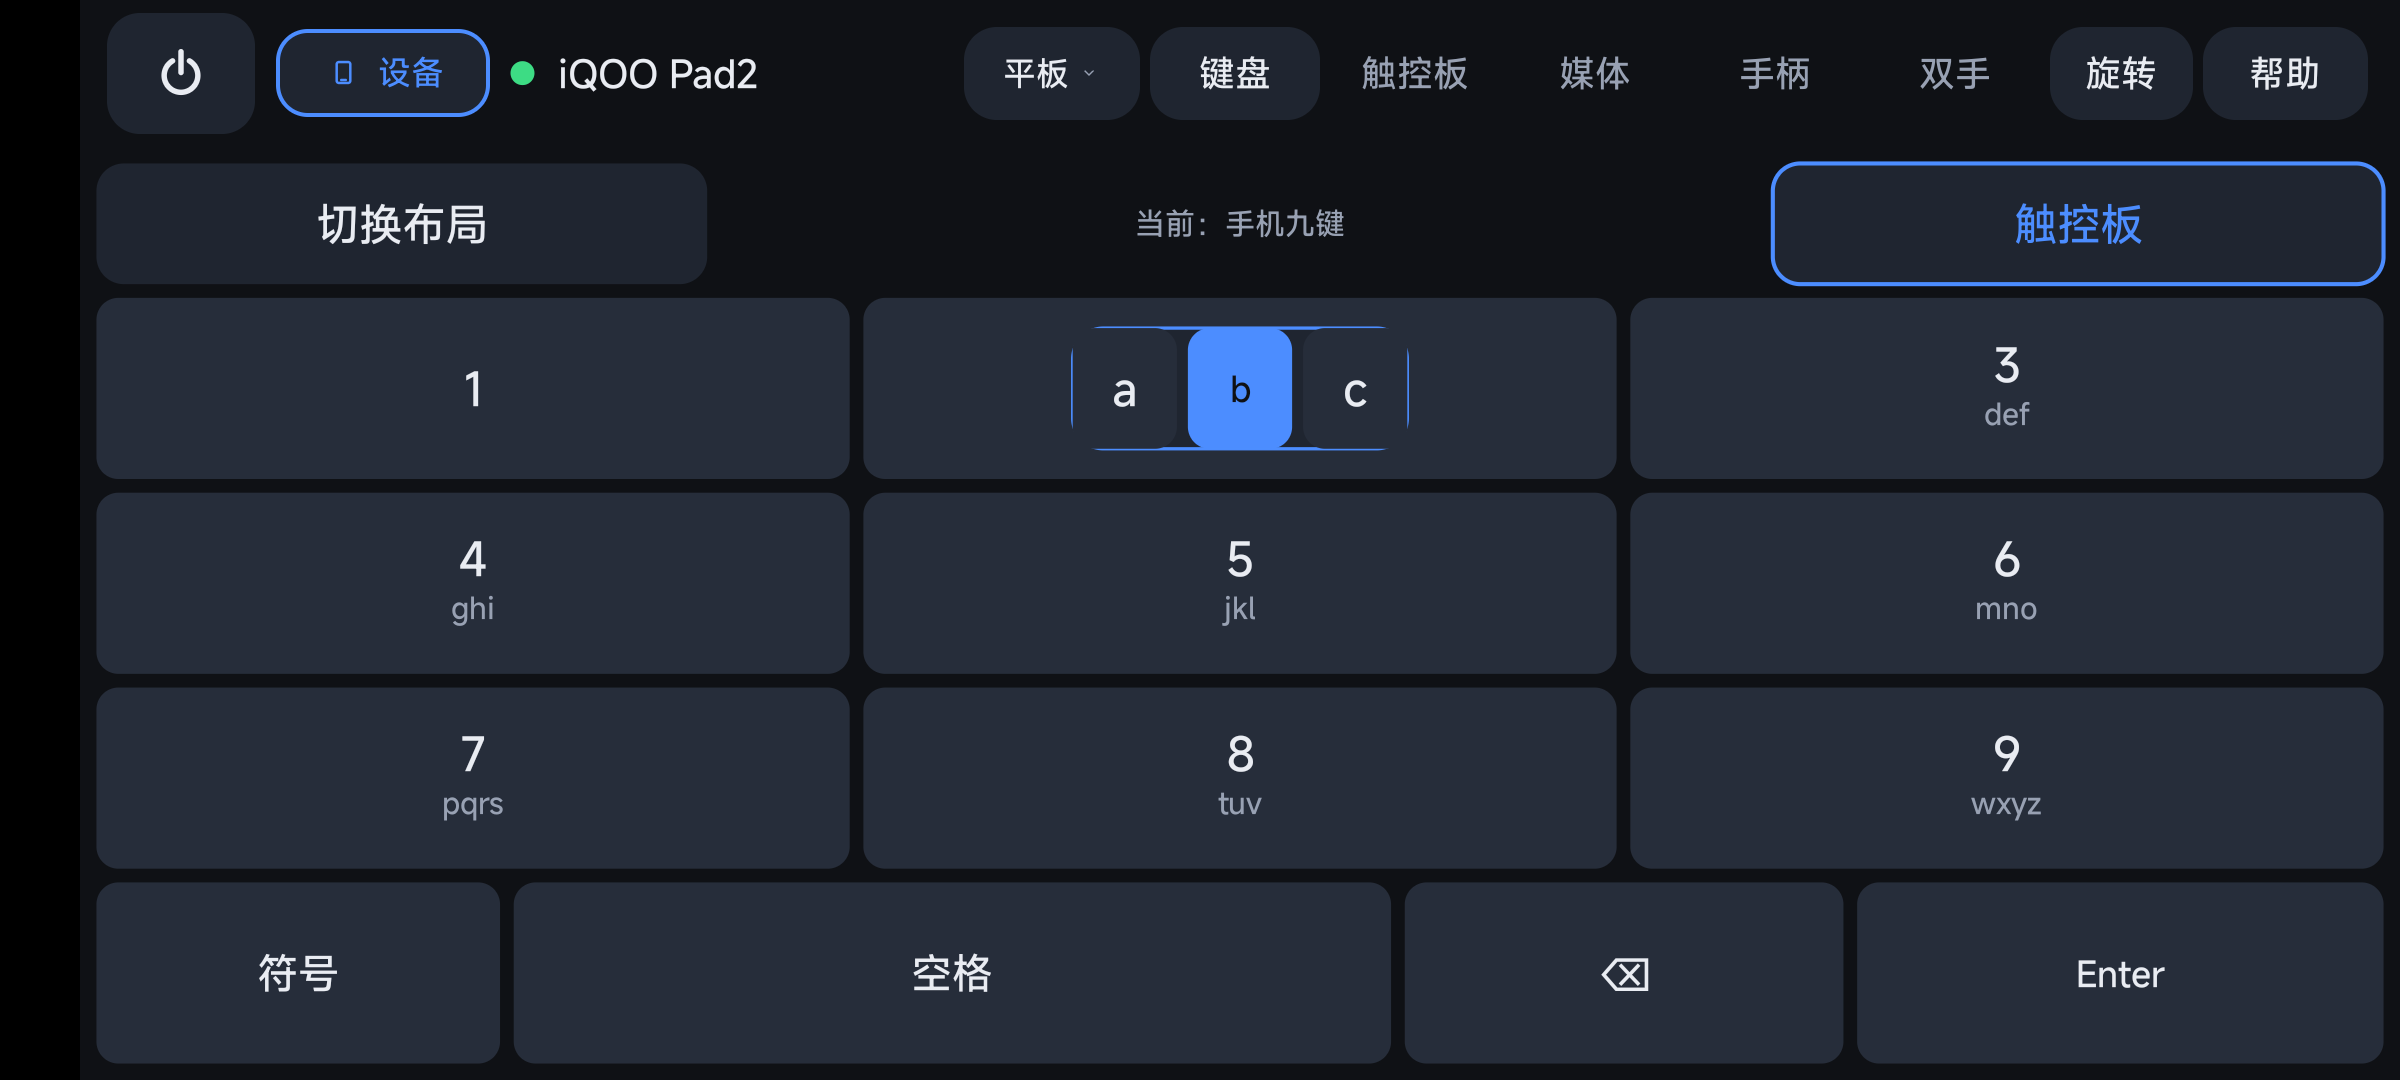 设备 iQOO Pad2 平板 键盘 触控板 媒体 手柄 双手 旋转 帮助
切换布局 当前：手机九键 触控板
1 a b c 3
def
4 5 6
ghi jkl mno
7 8 9
pqrs tuv wxyz
符号 空格 Enter